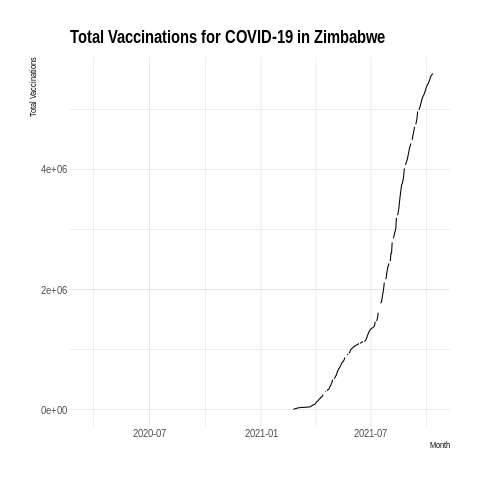 Total Vaccinations for COVID-19 in Zimbabwe
Total Vaccinations
4e+06
2e+06
0e+00
2020-07
2021-01
2021-07
Month